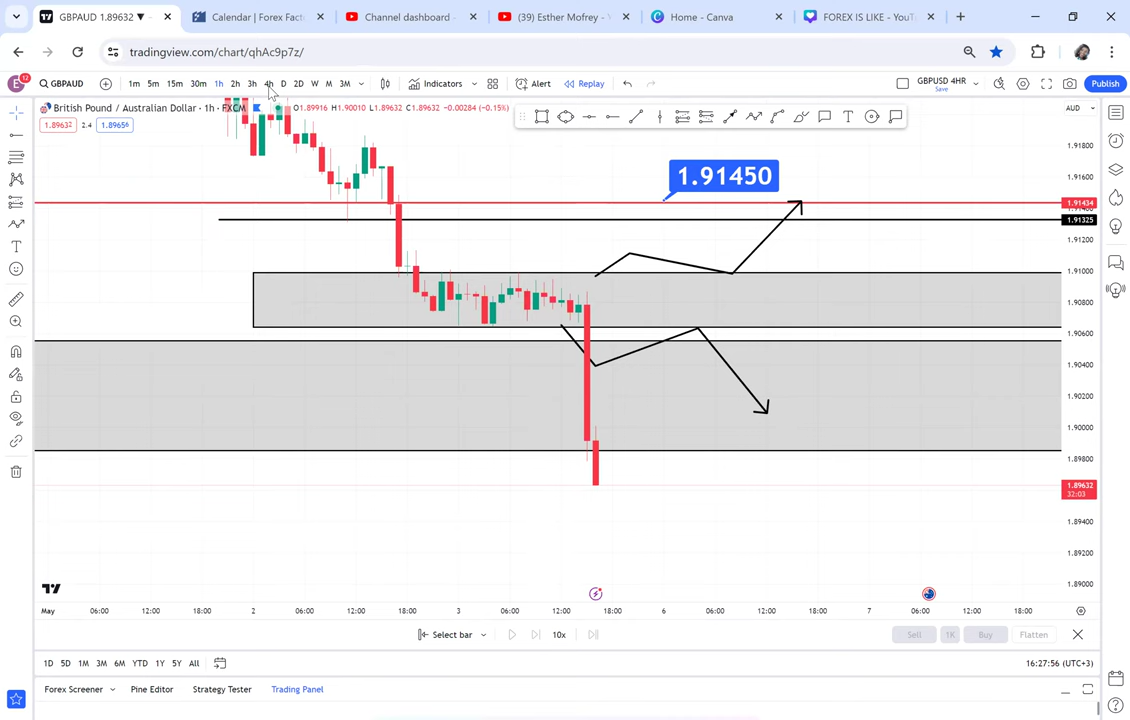 GBPAUD 1.89632 ▼
Calendar | Forex Fact
Channel dashboard -
(39) Esther Mofrey - Y
Home - Canva
FOREX IS LIKE - YouT
tradingview.com/chart/qhAc9p7z/
E
12
GBPAUD
1m
5m
15m
30m
1h
2h
3h
4h
D
2D
W
M
3M
Indicators
Alert
Replay
GBPUSD 4HR
Save
Publish
British Pound / Australian Dollar · 1h · FXCM
O1.89916 H1.90010 L1.89632 C1.89632 −0.00284 (−0.15%)
1.89632
2.4
1.89656
AUD
1.91450
1.91800
1.91600
1.91434
1.91325
1.91200
1.91000
1.90800
1.90600
1.90400
1.90200
1.90000
1.89800
1.89632
32:03
1.89400
1.89200
1.89000
May
06:00
12:00
18:00
2
06:00
12:00
18:00
3
06:00
12:00
18:00
6
06:00
12:00
18:00
7
06:00
12:00
18:00
Select bar
10x
Sell
1K
Buy
Flatten
1D
5D
1M
3M
6M
YTD
1Y
5Y
All
16:27:56 (UTC+3)
Forex Screener
Pine Editor
Strategy Tester
Trading Panel